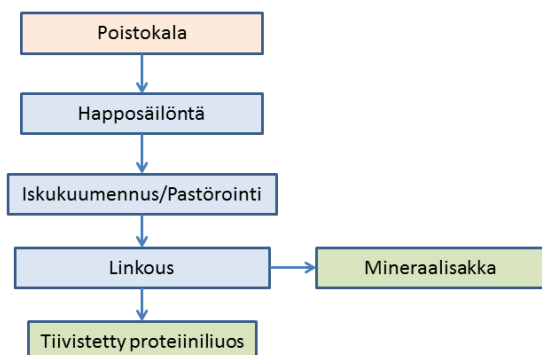 Poistokala
Happosäilöntä
Iskukuumennus/Pastörointi
Linkous
Mineraalisakka
Tiivistetty proteiiniliuos